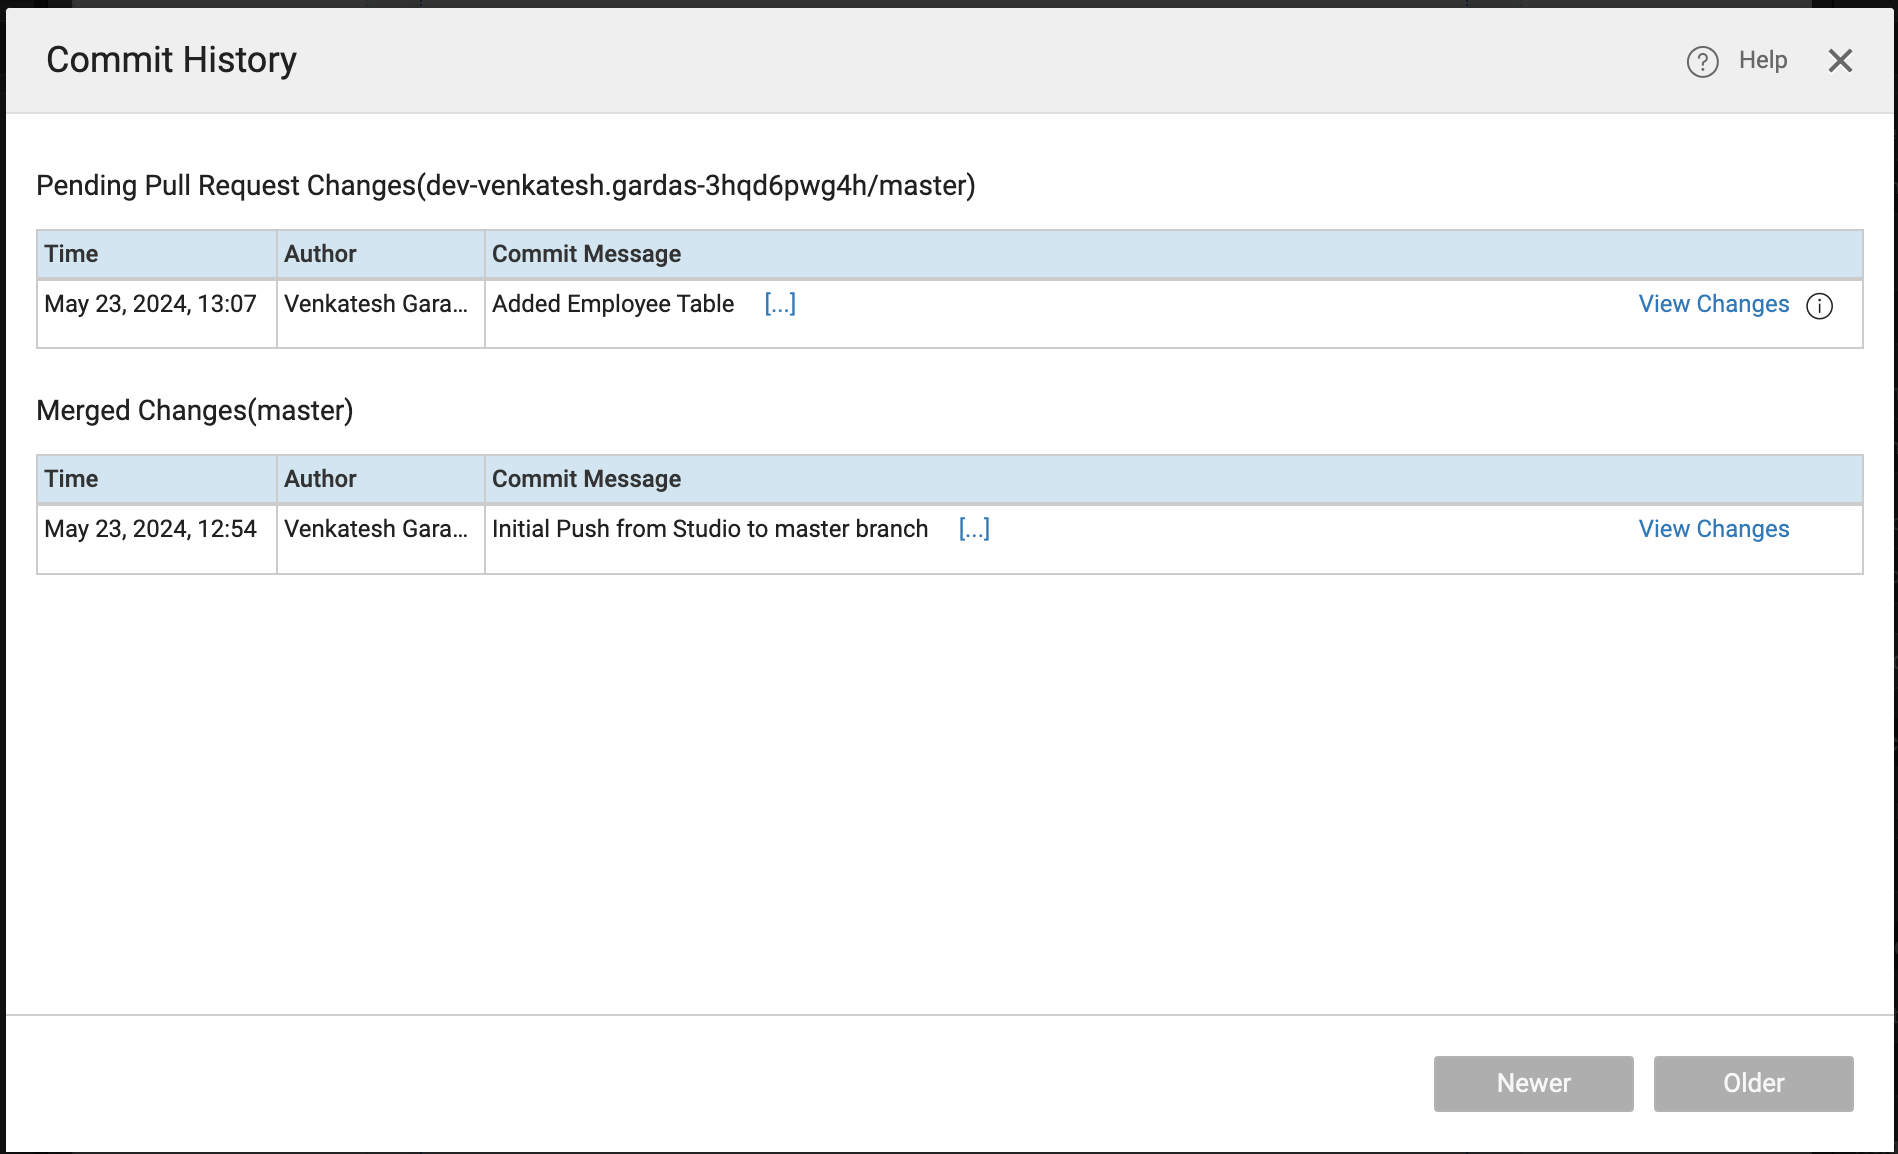 Commit History
? Help
Pending Pull Request Changes(dev-venkatesh.gardas-3hqd6pwg4h/master)
Time Author Commit Message
May 23, 2024, 13:07 Venkatesh Gara... Added Employee Table [...] View Changes
Merged Changes(master)
Time Author Commit Message
May 23, 2024, 12:54 Venkatesh Gara... Initial Push from Studio to master branch [...] View Changes
Newer Older